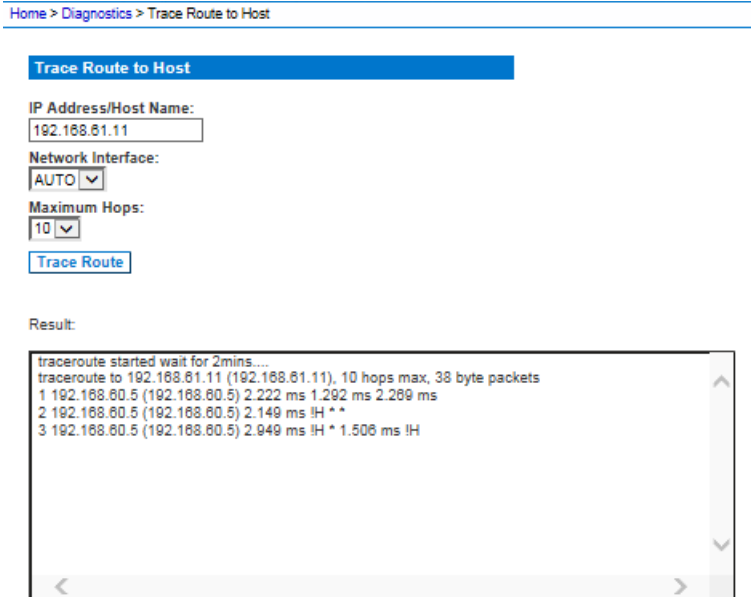 Home > Diagnostics > Trace Route to Host
Trace Route to Host
IP Address/Host Name:
192.168.61.11
Network Interface:
AUTO
Maximum Hops:
10
Trace Route
Result:
traceroute started wait for 2mins....
traceroute to 192.168.61.11 (192.168.61.11), 10 hops max, 38 byte packets
1 192.168.60.5 (192.168.60.5) 2.222 ms 1.292 ms 2.269 ms
2 192.168.60.5 (192.168.60.5) 2.149 ms !H * *
3 192.168.60.5 (192.168.60.5) 2.949 ms !H * 1.506 ms !H